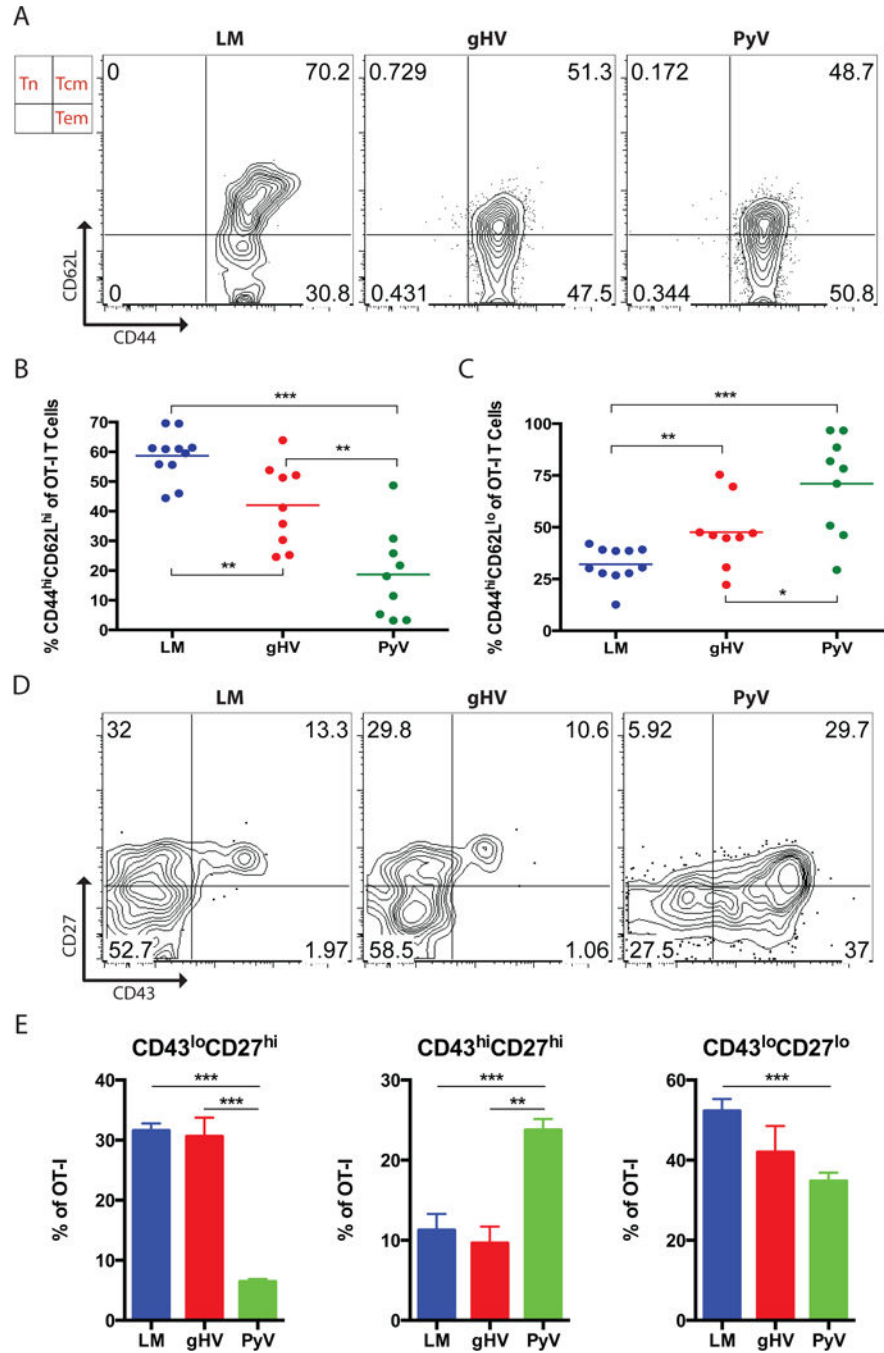 A
LM gHV PyV
Tn Tcm
Tem
0 70.2 0.729 51.3 0.172 48.7
0 30.8 0.431 47.5 0.344 50.8
CD62L
CD44
B
% CD44hiCD62Lhi of OT-I T Cells
70
60
50
40
30
20
10
0
***
**
**
LM gHV PyV
C
% CD44hiCD62Llo of OT-I T Cells
100
75
50
25
0
***
**
*
LM gHV PyV
D
LM gHV PyV
32 13.3 29.8 10.6 5.92 29.7
52.7 1.97 58.5 1.06 27.5 37
CD27
CD43
E
CD43loCD27hi
% of OT-I
40
30
20
10
0
***
***
LM gHV PyV
CD43hiCD27hi
% of OT-I
30
20
10
0
***
**
LM gHV PyV
CD43loCD27lo
% of OT-I
60
40
20
0
***
LM gHV PyV